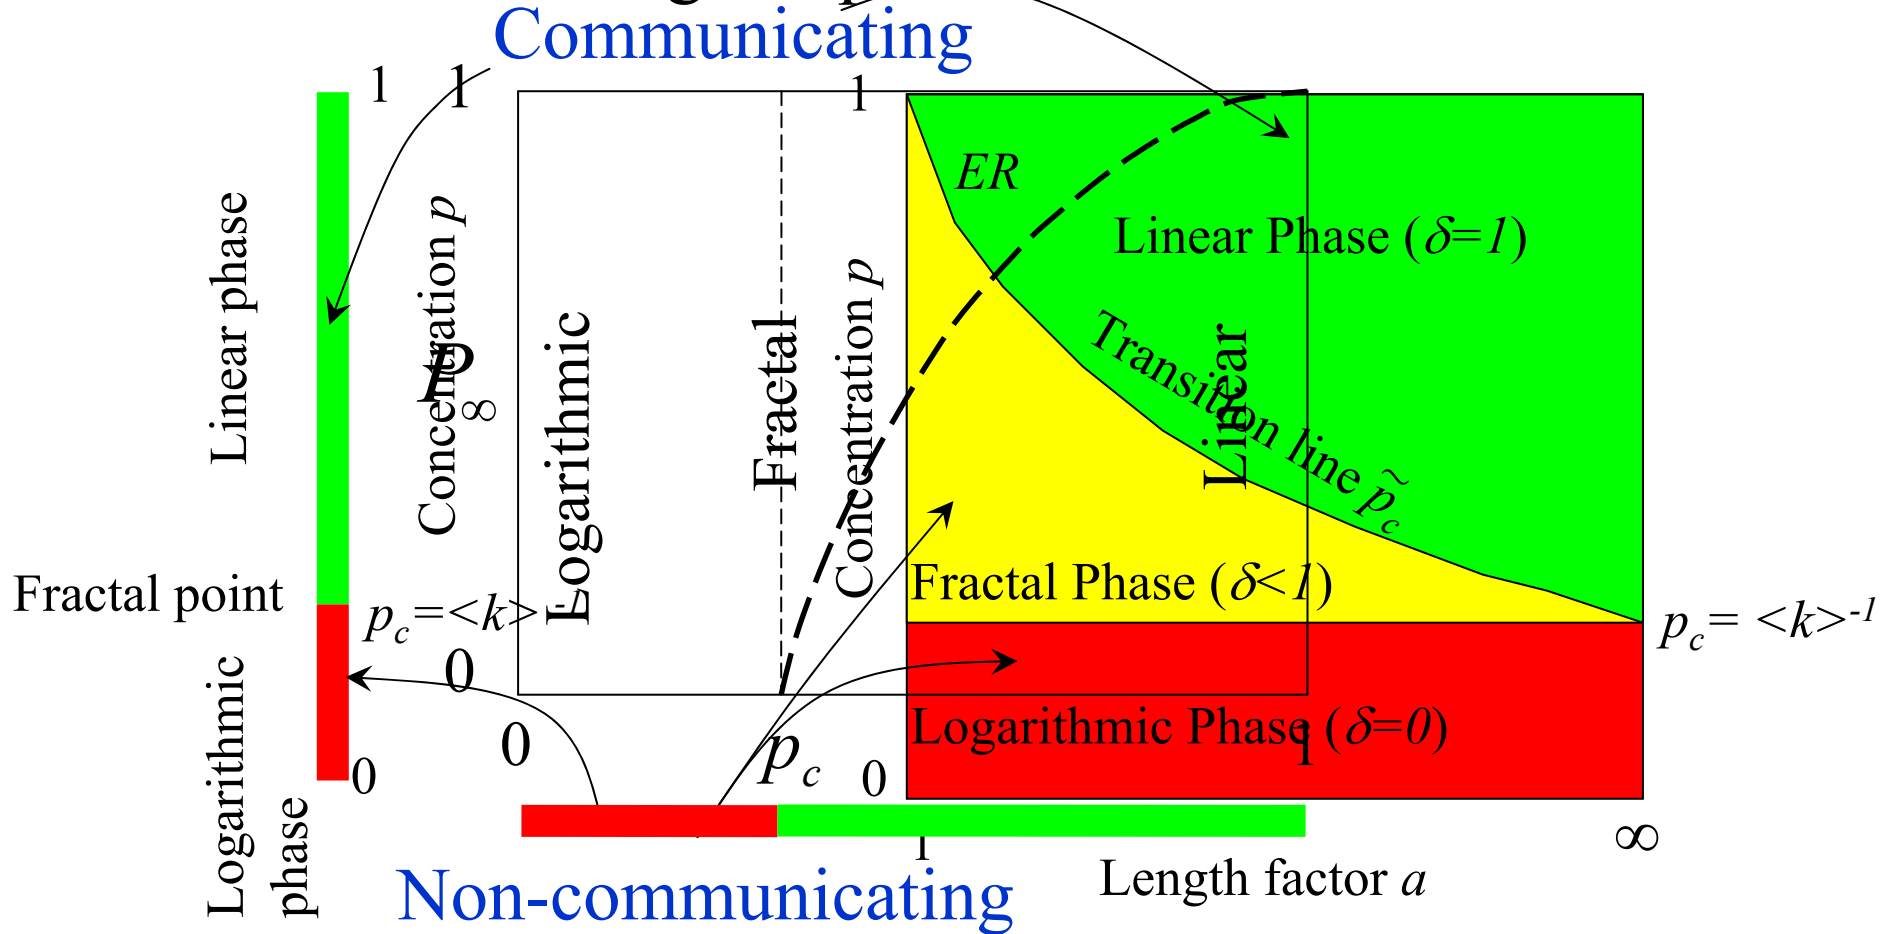 Communicating
1
1
1
ER
Linear phase
Concentration p
P∞
Logarithmic
Fractal
Concentration p
Linear Phase (δ=1)
Linear
Transition line p̃c
Fractal Phase (δ<1)
Fractal point
pc=<k>
pc= <k>-1
Logarithmic
phase
0
0
0
pc
Logarithmic Phase (δ=0)
1
0
1
∞
Length factor a
Non-communicating